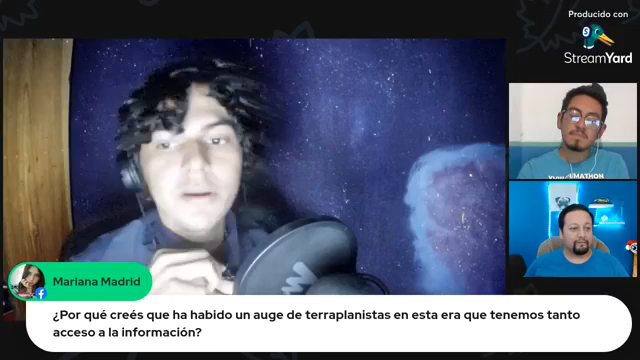 Producido con
StreamYard
Mariana Madrid
¿Por qué creés que ha habido un auge de terraplanistas en esta era que tenemos tanto
acceso a la información?